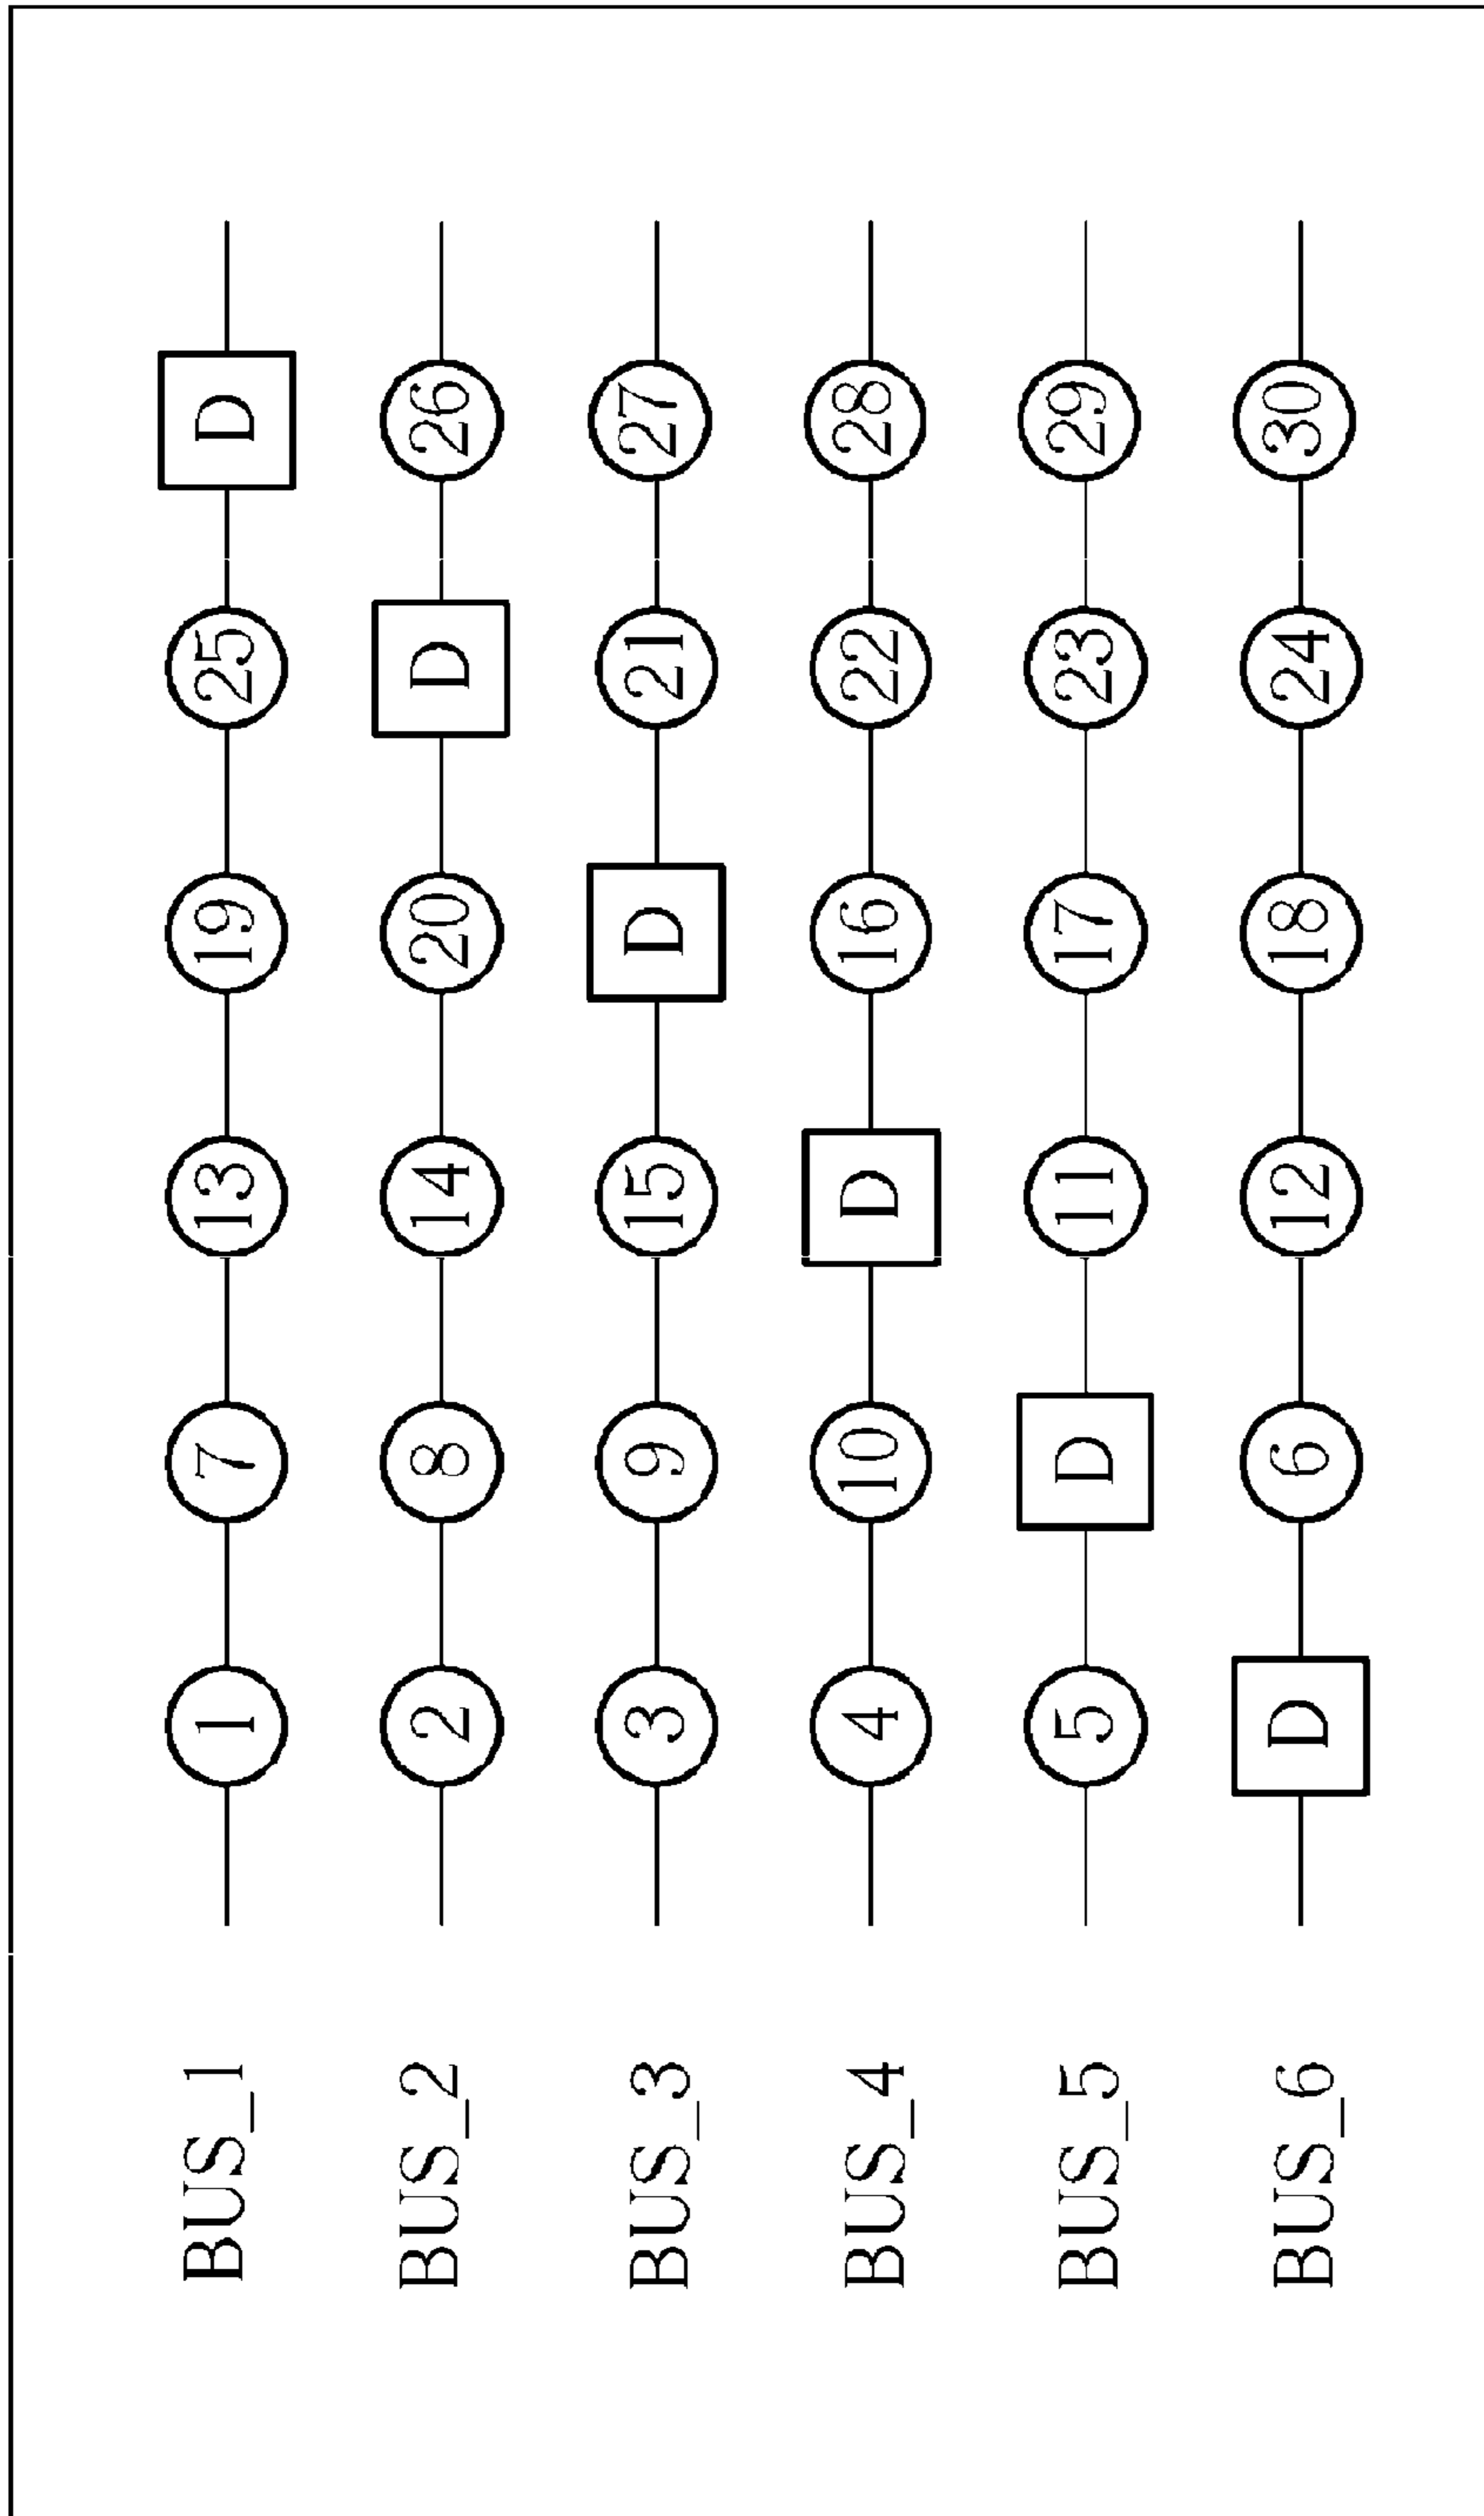 BUS_1 1 7 13 19 25 D
BUS_2 2 8 14 20 D 26
BUS_3 3 9 15 D 21 27
BUS_4 4 10 D 16 22 28
BUS_5 5 D 11 17 23 29
BUS_6 D 6 12 18 24 30